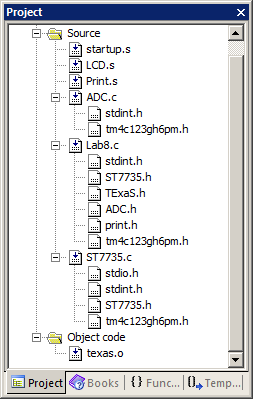 Project
Source
startup.s
LCD.s
Print.s
ADC.c
stdint.h
tm4c123gh6pm.h
Lab8.c
stdint.h
ST7735.h
TExaS.h
ADC.h
print.h
tm4c123gh6pm.h
ST7735.c
stdio.h
stdint.h
ST7735.h
tm4c123gh6pm.h
Object code
texas.o
Project Books {} Func... 0 Temp...